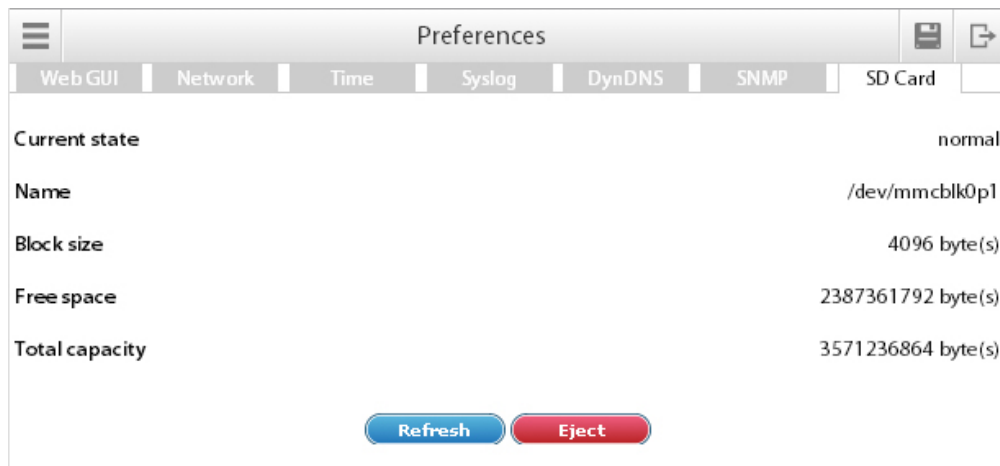 Preferences
Web GUI Network Time Syslog DynDNS SNMP SD Card
Current state normal
Name /dev/mmcblk0p1
Block size 4096 byte(s)
Free space 2387361792 byte(s)
Total capacity 3571236864 byte(s)
Refresh Eject